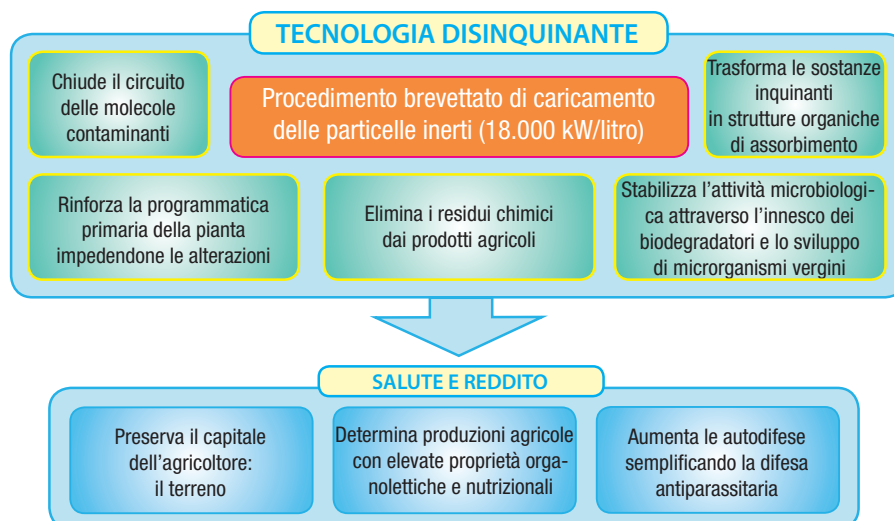 TECNOLOGIA DISINQUINANTE
Chiude il circuito
delle molecole
contaminanti
Procedimento brevettato di caricamento
delle particelle inerti (18.000 kW/litro)
Trasforma le sostanze
inquinanti
in strutture organiche
di assorbimento
Rinforza la programmatica
primaria della pianta
impedendone le alterazioni
Elimina i residui chimici
dai prodotti agricoli
Stabilizza l’attività microbiologi-
ca attraverso l’innesco dei
biodegradatori e lo sviluppo
di microrganismi vergini
SALUTE E REDDITO
Preserva il capitale
dell’agricoltore:
il terreno
Determina produzioni agricole
con elevate proprietà orga-
nolettiche e nutrizionali
Aumenta le autodifese
semplificando la difesa
antiparassitaria